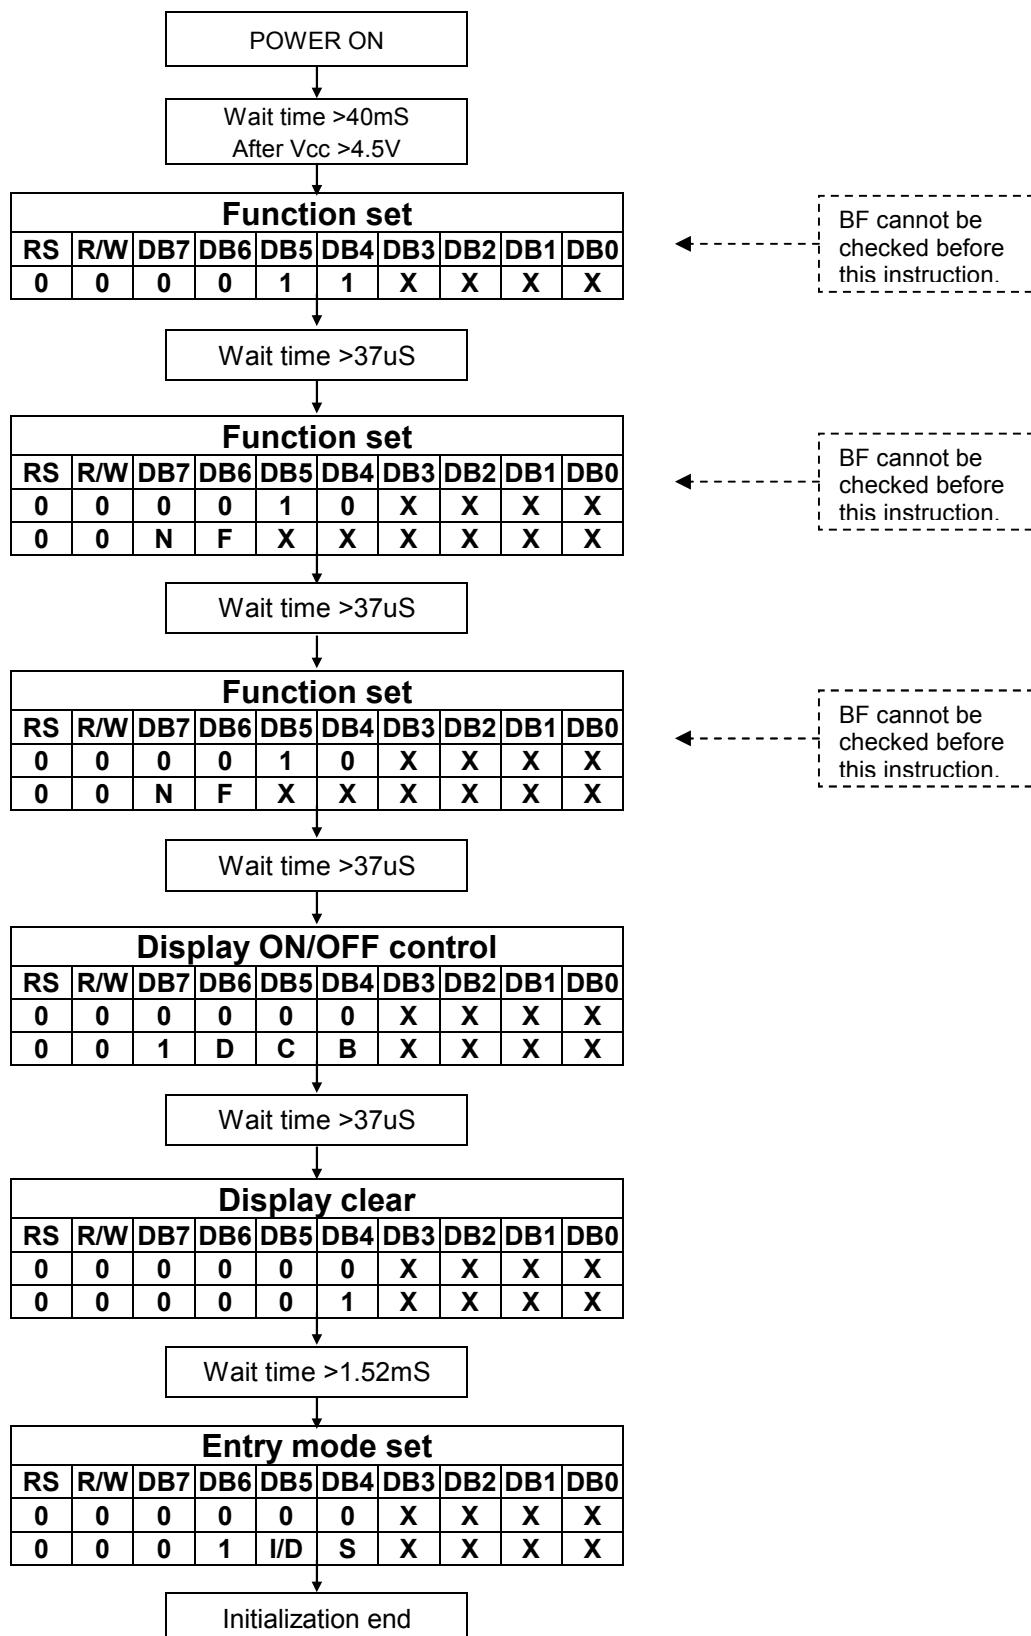 POWER ON
Wait time >40mS
After Vcc >4.5V
Function set
RS R/W DB7 DB6 DB5 DB4 DB3 DB2 DB1 DB0
0 0 0 0 1 1 X X X X
BF cannot be
checked before
this instruction.
Wait time >37uS
Function set
RS R/W DB7 DB6 DB5 DB4 DB3 DB2 DB1 DB0
0 0 0 0 1 0 X X X X
0 0 N F X X X X X X
BF cannot be
checked before
this instruction.
Wait time >37uS
Function set
RS R/W DB7 DB6 DB5 DB4 DB3 DB2 DB1 DB0
0 0 0 0 1 0 X X X X
0 0 N F X X X X X X
BF cannot be
checked before
this instruction.
Wait time >37uS
Display ON/OFF control
RS R/W DB7 DB6 DB5 DB4 DB3 DB2 DB1 DB0
0 0 0 0 0 0 X X X X
0 0 1 D C B X X X X
Wait time >37uS
Display clear
RS R/W DB7 DB6 DB5 DB4 DB3 DB2 DB1 DB0
0 0 0 0 0 0 X X X X
0 0 0 0 0 1 X X X X
Wait time >1.52mS
Entry mode set
RS R/W DB7 DB6 DB5 DB4 DB3 DB2 DB1 DB0
0 0 0 0 0 0 X X X X
0 0 0 1 I/D S X X X X
Initialization end